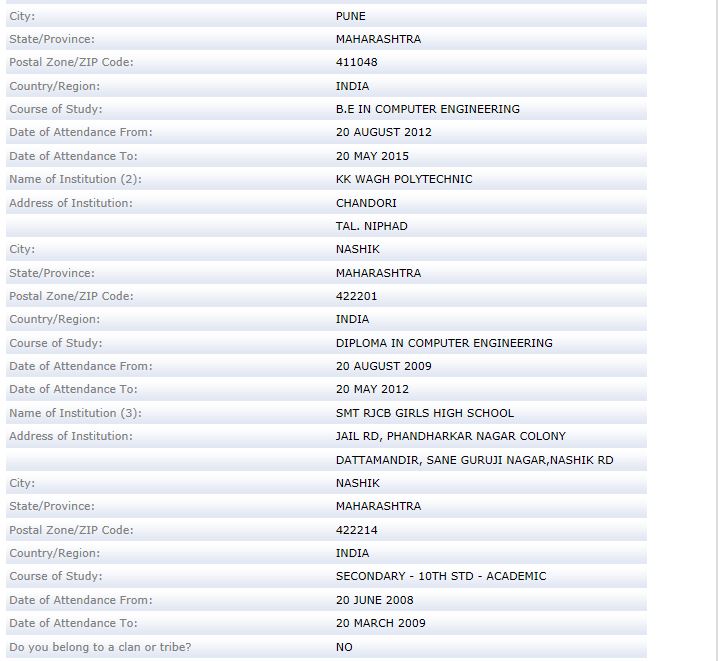 City: PUNE
State/Province: MAHARASHTRA
Postal Zone/ZIP Code: 411048
Country/Region: INDIA
Course of Study: B.E IN COMPUTER ENGINEERING
Date of Attendance From: 20 AUGUST 2012
Date of Attendance To: 20 MAY 2015
Name of Institution (2): KK WAGH POLYTECHNIC
Address of Institution: CHANDORI
TAL. NIPHAD
City: NASHIK
State/Province: MAHARASHTRA
Postal Zone/ZIP Code: 422201
Country/Region: INDIA
Course of Study: DIPLOMA IN COMPUTER ENGINEERING
Date of Attendance From: 20 AUGUST 2009
Date of Attendance To: 20 MAY 2012
Name of Institution (3): SMT RJCB GIRLS HIGH SCHOOL
Address of Institution: JAIL RD, PHANDHARKAR NAGAR COLONY
DATTAMANDIR, SANE GURUJI NAGAR,NASHIK RD
City: NASHIK
State/Province: MAHARASHTRA
Postal Zone/ZIP Code: 422214
Country/Region: INDIA
Course of Study: SECONDARY - 10TH STD - ACADEMIC
Date of Attendance From: 20 JUNE 2008
Date of Attendance To: 20 MARCH 2009
Do you belong to a clan or tribe? NO